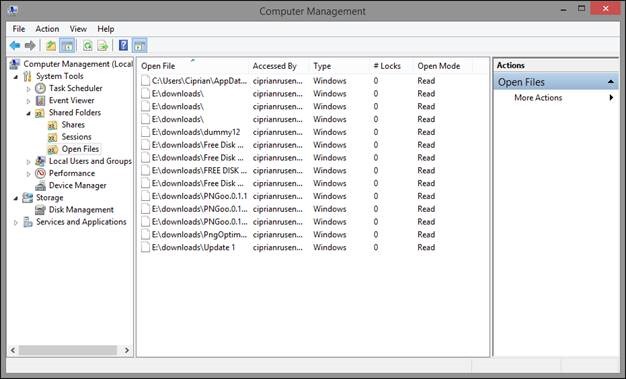 Computer Management
File Action View Help
Computer Management (Local
System Tools
Task Scheduler
Event Viewer
Shared Folders
Shares
Sessions
Open Files
Local Users and Groups
Performance
Device Manager
Storage
Disk Management
Services and Applications
Open File Accessed By Type # Locks Open Mode
C:\Users\Ciprian\AppDat... ciprianrusen... Windows 0 Read
E:\downloads\ ciprianrusen... Windows 0 Read
E:\downloads\ ciprianrusen... Windows 0 Read
E:\downloads\ ciprianrusen... Windows 0 Read
E:\downloads\dummy12 ciprianrusen... Windows 0 Read
E:\downloads\Free Disk ... ciprianrusen... Windows 0 Read
E:\downloads\Free Disk ... ciprianrusen... Windows 0 Read
E:\downloads\FREE DISK ... ciprianrusen... Windows 0 Read
E:\downloads\Free Disk ... ciprianrusen... Windows 0 Read
E:\downloads\PNGoo.0.1.1 ciprianrusen... Windows 0 Read
E:\downloads\PNGoo.0.1... ciprianrusen... Windows 0 Read
E:\downloads\PNGoo.0.1... ciprianrusen... Windows 0 Read
E:\downloads\PngOptim... ciprianrusen... Windows 0 Read
E:\downloads\Update 1 ciprianrusen... Windows 0 Read
Actions
Open Files
More Actions